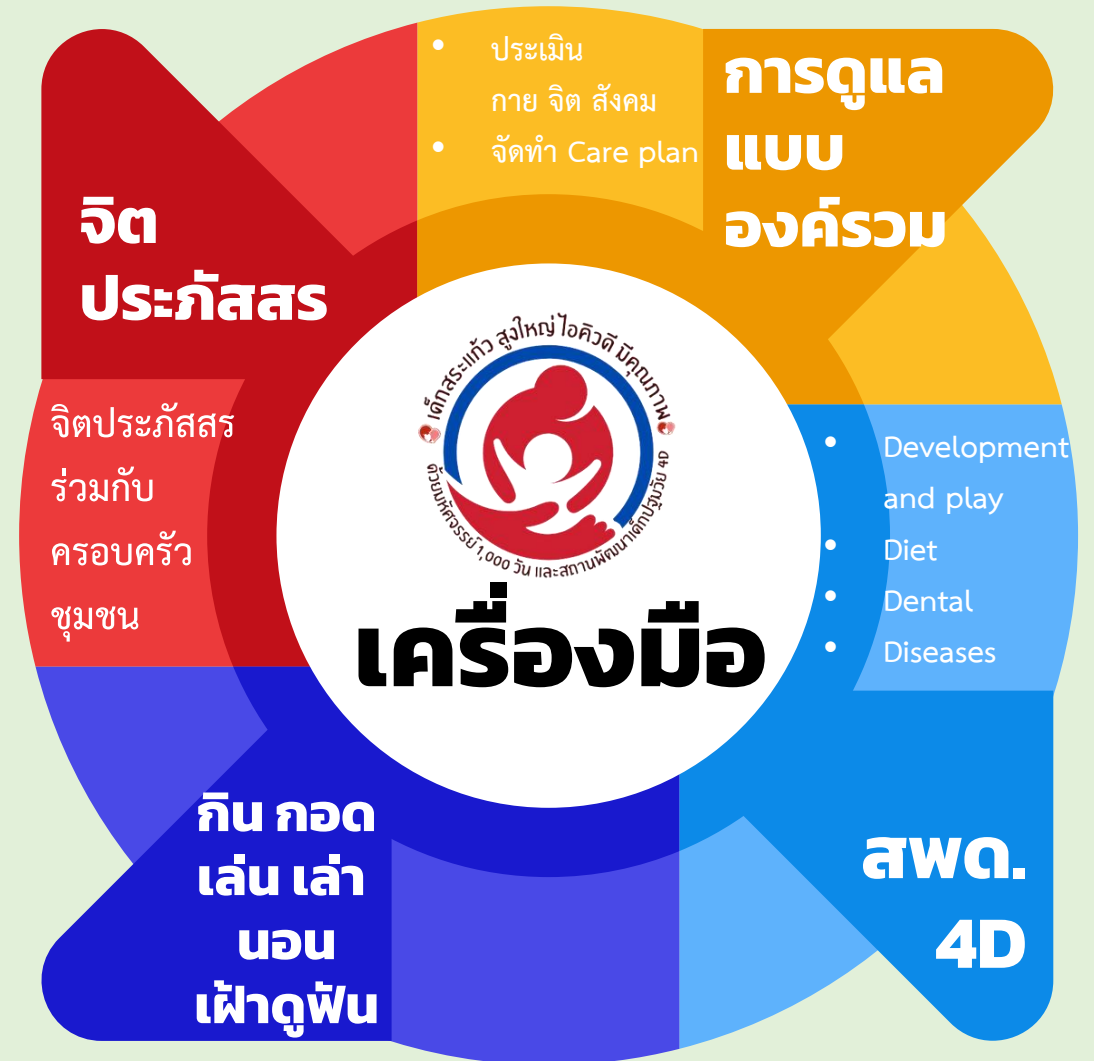 • ประเมิน
กาย จิต สังคม
• จัดทำ Care plan
การดูแล
แบบ
องค์รวม
จิต
ประภัสสร
จิตประภัสสร
ร่วมกับ
ครอบครัว
ชุมชน
เด็กสระแก้ว สูงใหญ่ ไอคิวดี มีคุณภาพ
ด้วยมหัศจรรย์ 1,000 วัน และสถานพัฒนาเด็กปฐมวัย 4D
เครื่องมือ
• Development
and play
• Diet
• Dental
• Diseases
กิน กอด
เล่น เล่า
นอน
เฝ้าดูฟัน
สพด.
4D